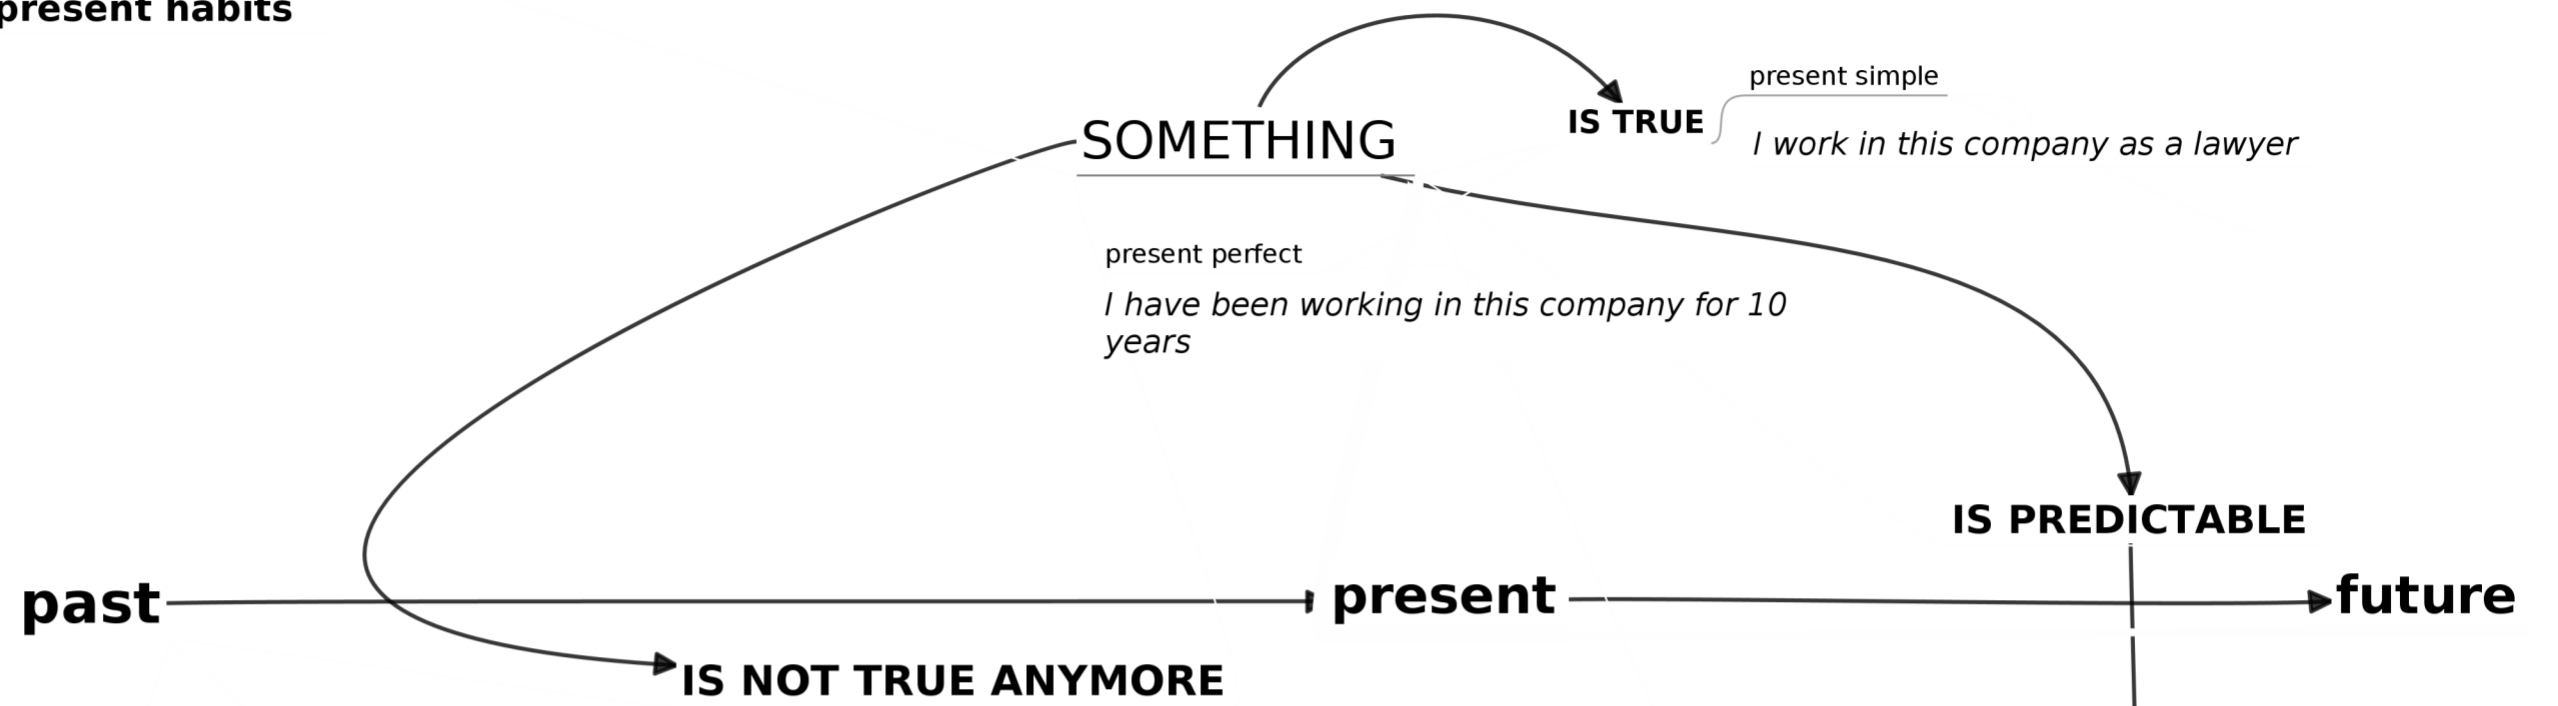 present habits
present simple
IS TRUE
SOMETHING
I work in this company as a lawyer
present perfect
I have been working in this company for 10
years
IS PREDICTABLE
past
present
future
IS NOT TRUE ANYMORE